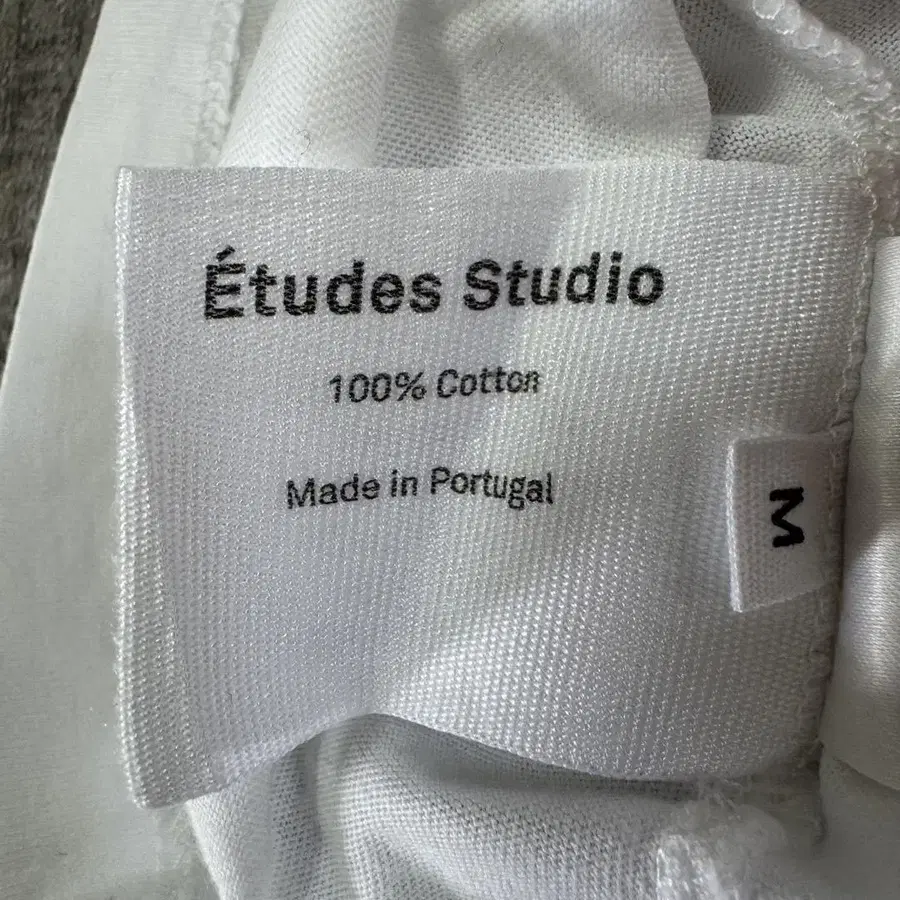 Études Studio
100% Cotton
Made in Portugal
M